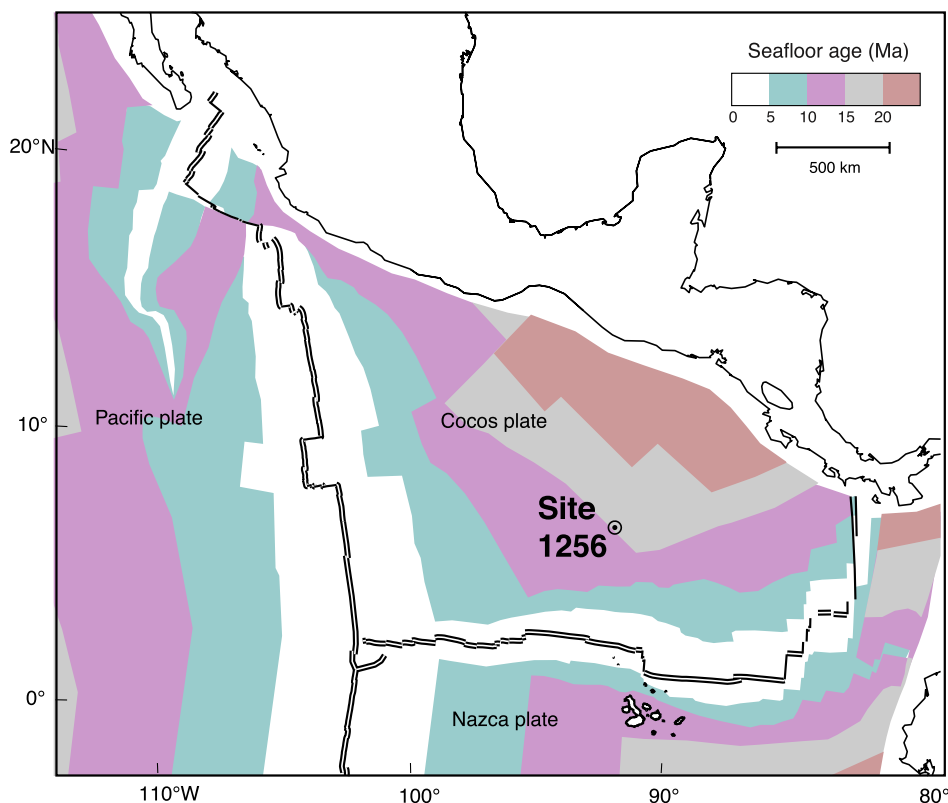 Seafloor age (Ma)
0 5 10 15 20
500 km
20°N
Pacific plate
10°
Cocos plate
Site
1256
0°
Nazca plate
110°W 100° 90° 80°